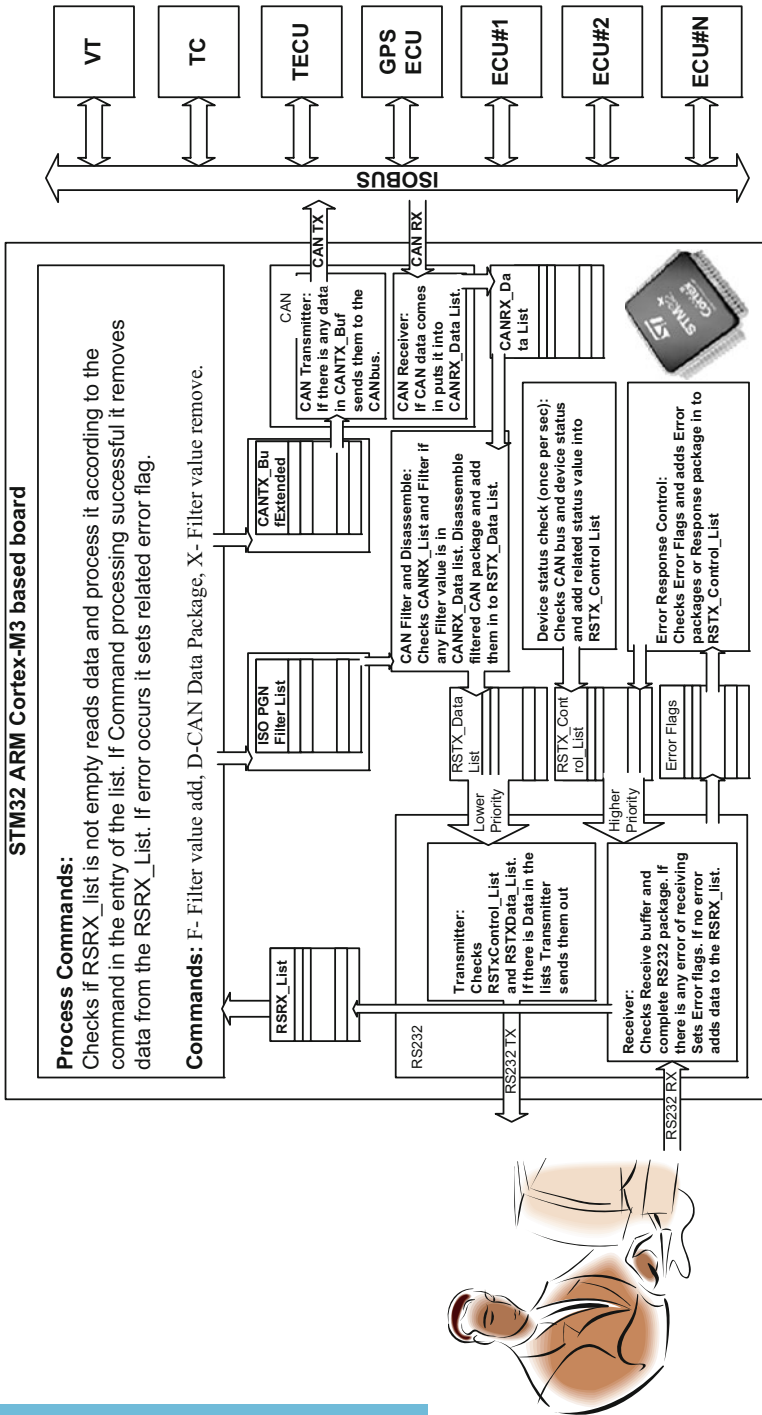 STM32 ARM Cortex-M3 based board
Process Commands:
Checks if RSRX_list is not empty reads data and process it according to the
command in the entry of the list. If Command processing successful it removes
data from the RSRX_List. If error occurs it sets related error flag.
Commands: F- Filter value add, D-CAN Data Package, X- Filter value remove.
RSRX_List
ISO PGN
Filter List
CANTX_Bu
fExtended
CAN
CAN Transmitter:
If there is any data
in CANTX_Buf
sends them to the
CANbus.
CAN TX
CAN Receiver:
If CAN data comes
in puts it into
CANRX_Data List.
CAN RX
CANRX_Da
ta List
CAN Filter and Disassemble:
Checks CANRX_List and Filter if
any Filter value is in
CANRX_Data list. Disassemble
filtered CAN package and add
them in to RSTX_Data List.
Device status check (once per sec):
Checks CAN bus and device status
and add related status value into
RSTX_Control List
Error Response Control:
Checks Error Flags and adds Error
packages or Response package in to
RSTX_Control_List
RSTX_Data
List
RSTX_Cont
rol_List
Error Flags
Lower
Priority
Higher
Priority
RS232
Transmitter:
Checks
RSTxControl_List
and RSTXData_List.
If there is Data in the
lists Transmitter
sends them out
Receiver:
Checks Receive buffer and
complete RS232 package. If
there is any error of receiving
Sets Error flags. If no error
adds data to the RSRX_list.
RS232 TX
RS232 RX
STM32
Cortex
ISOBUS
VT
TC
TECU
GPS
ECU
ECU#1
ECU#2
ECU#N